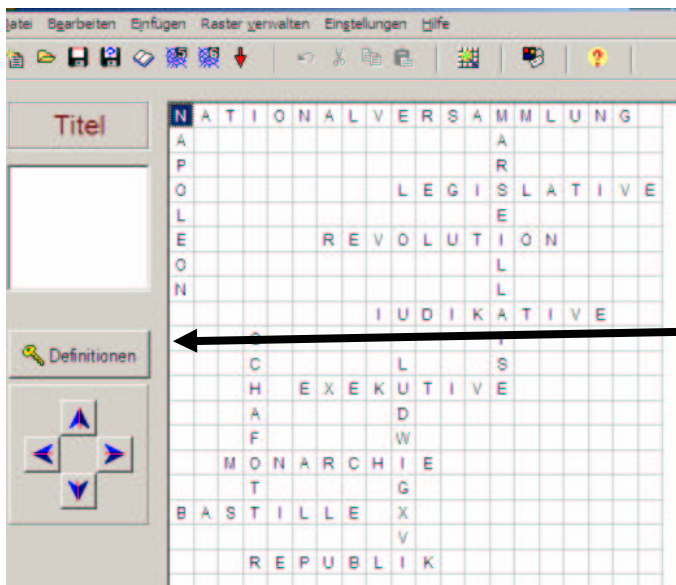 Datei Bearbeiten Einfügen Raster verwalten Einstellungen Hilfe
Titel
Definitionen
NATIONALVERSAMMLUNG
NAPOLEON
MARSEILLAISE
LEGISLATIVE
REVOLUTION
IUDIKATIVE
SCHAFOTT
LUDWIGXVI
EXEKUTIVE
MONARCHIE
BASTILLE
REPUBLIK